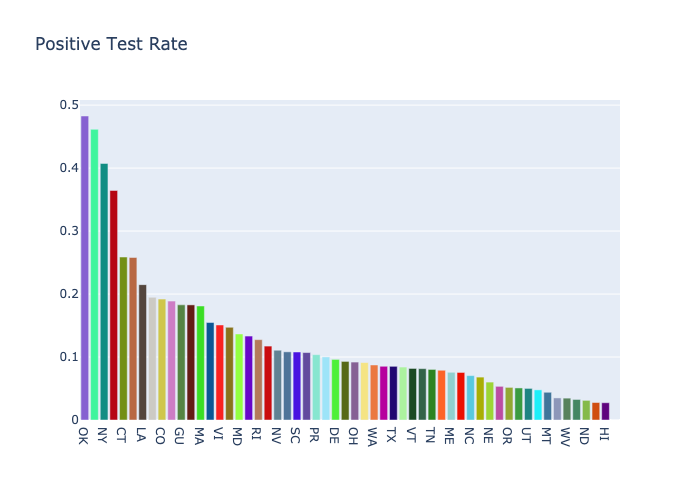 Positive Test Rate
0.5
0.4
0.3
0.2
0.1
0
OK
NY
CT
LA
CO
GU
MA
VI
MD
RI
NV
SC
PR
DE
OH
WA
TX
VT
TN
ME
NC
NE
OR
UT
MT
WV
ND
HI